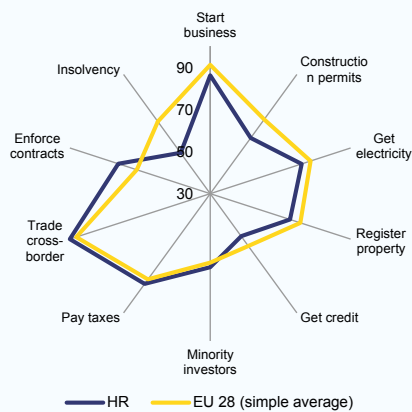 Start
business
90
Constructio
n permits
Insolvency
70
Enforce
contracts
50
Get
electricity
30
Trade
cross-
border
Register
property
Pay taxes
Get credit
Minority
investors
HR
EU 28 (simple average)